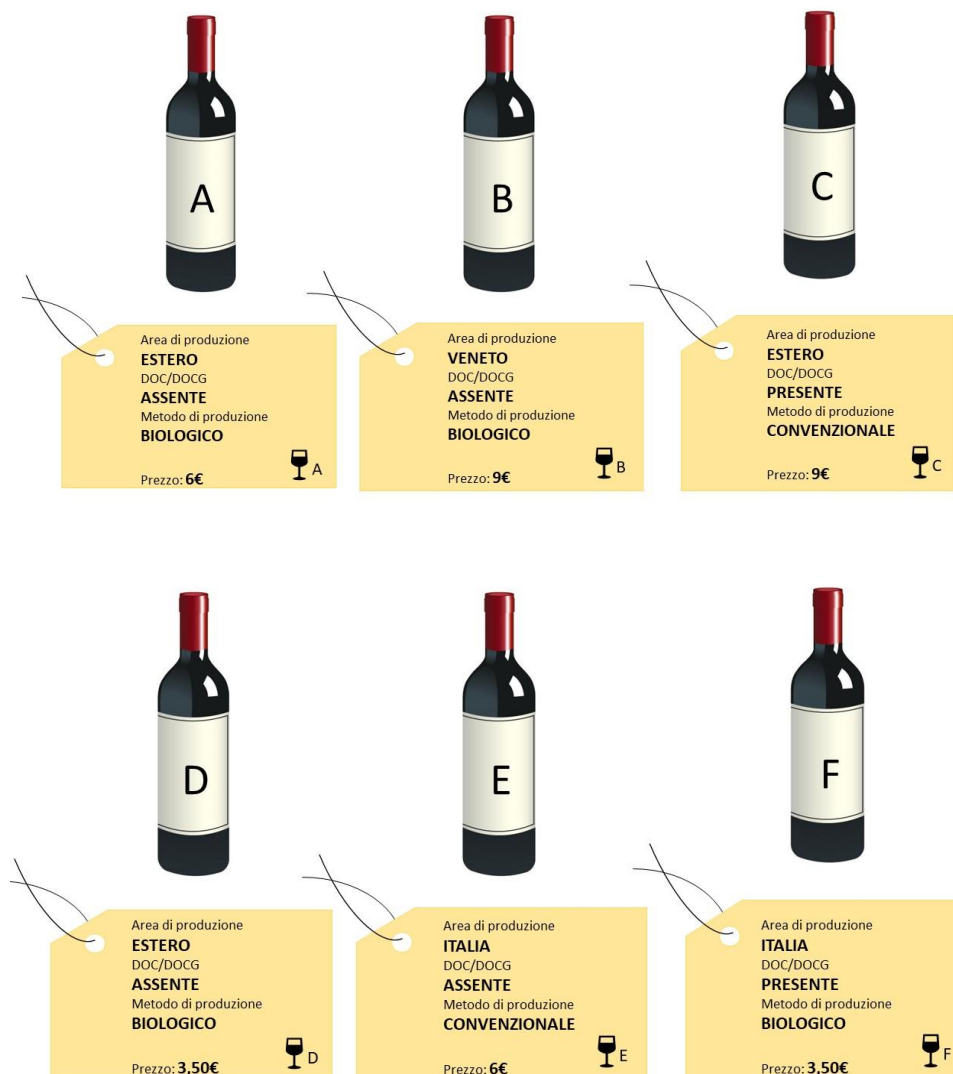 A
B
C
Area di produzione
ESTERO
DOC/DOCG
ASSENTE
Metodo di produzione
BIOLOGICO
Prezzo: 6€
A
Area di produzione
VENETO
DOC/DOCG
ASSENTE
Metodo di produzione
BIOLOGICO
Prezzo: 9€
B
Area di produzione
ESTERO
DOC/DOCG
PRESENTE
Metodo di produzione
CONVENZIONALE
Prezzo: 9€
C
D
E
F
Area di produzione
ESTERO
DOC/DOCG
ASSENTE
Metodo di produzione
BIOLOGICO
Prezzo: 3,50€
D
Area di produzione
ITALIA
DOC/DOCG
ASSENTE
Metodo di produzione
CONVENZIONALE
Prezzo: 6€
E
Area di produzione
ITALIA
DOC/DOCG
PRESENTE
Metodo di produzione
BIOLOGICO
Prezzo: 3,50€
F